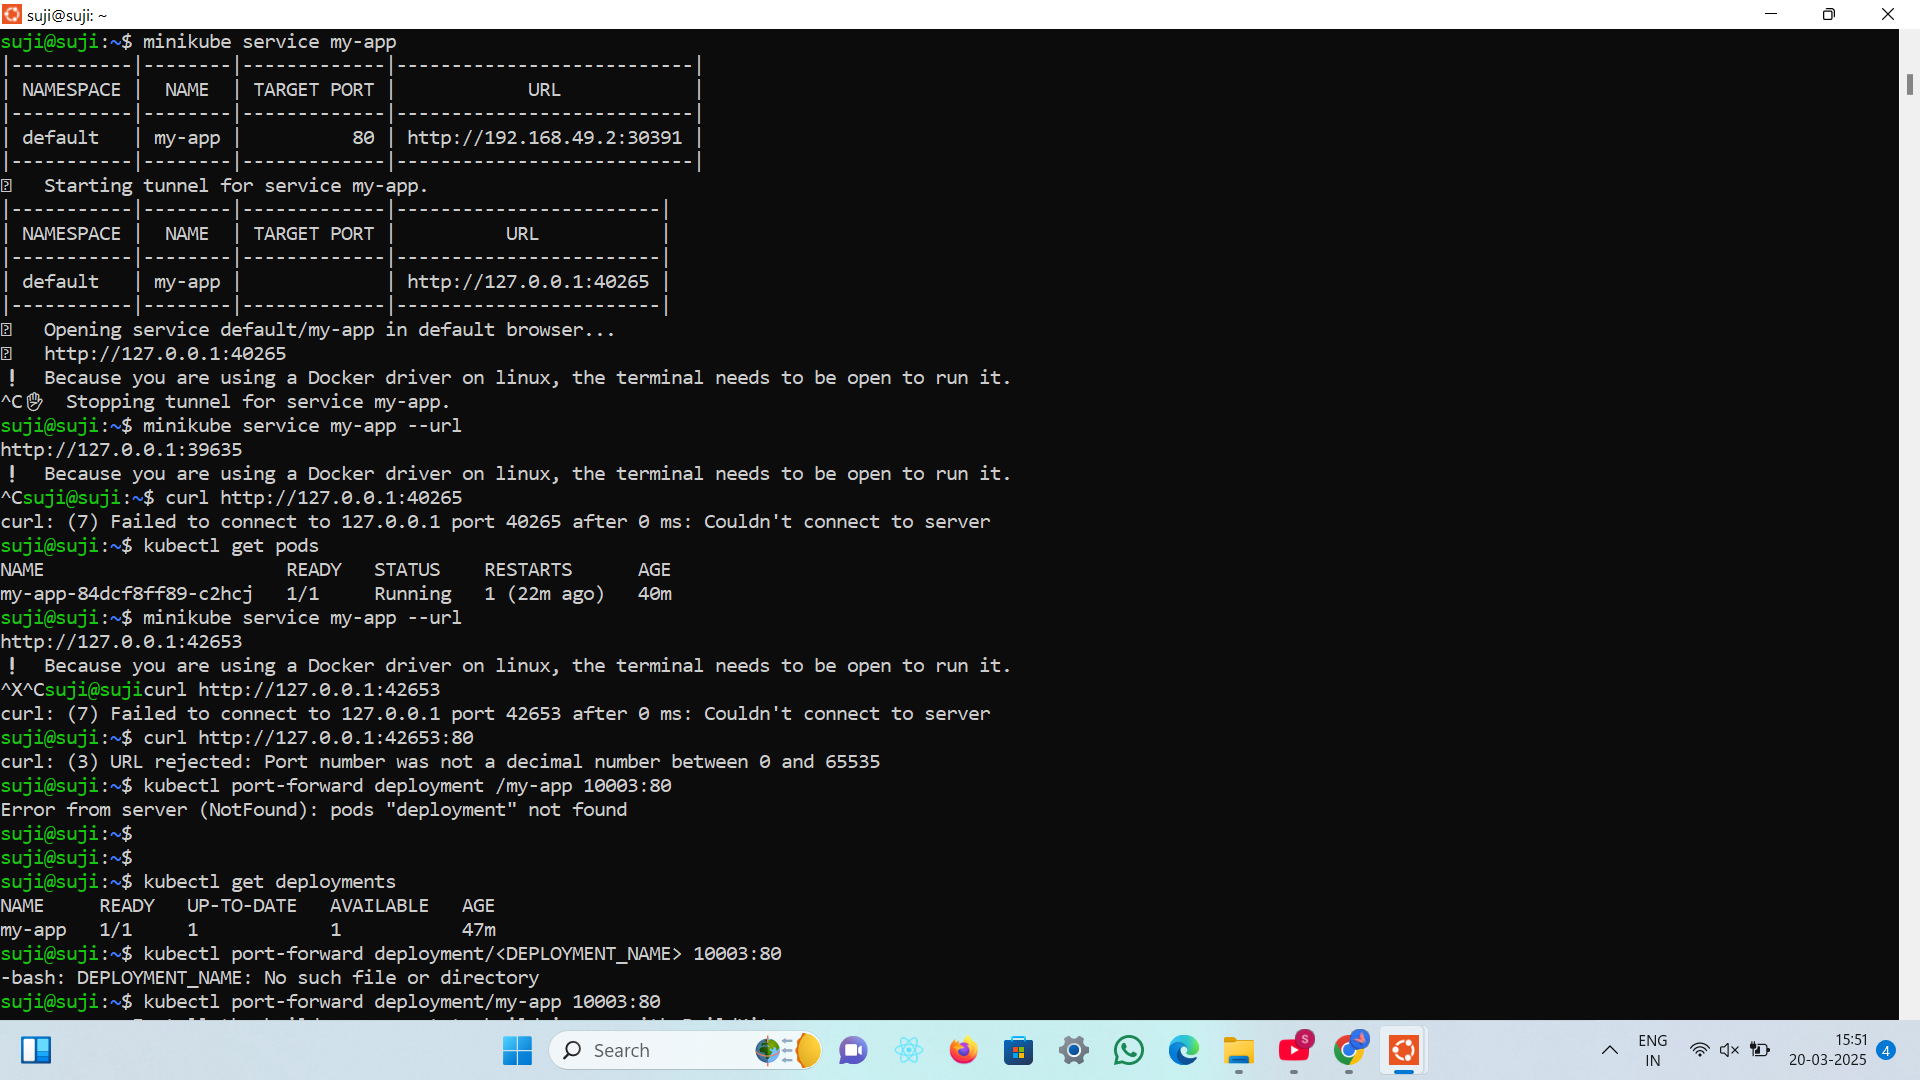 suji@suji: ~
suji@suji:~$ minikube service my-app
|-----------|--------|-------------|---------------------------|
| NAMESPACE |  NAME  | TARGET PORT |            URL            |
|-----------|--------|-------------|---------------------------|
| default   | my-app |          80 | http://192.168.49.2:30391 |
|-----------|--------|-------------|---------------------------|
Starting tunnel for service my-app.
|-----------|--------|-------------|------------------------|
| NAMESPACE |  NAME  | TARGET PORT |          URL           |
|-----------|--------|-------------|------------------------|
| default   | my-app |             | http://127.0.0.1:40265 |
|-----------|--------|-------------|------------------------|
Opening service default/my-app in default browser...
http://127.0.0.1:40265
!  Because you are using a Docker driver on linux, the terminal needs to be open to run it.
^C✋  Stopping tunnel for service my-app.
suji@suji:~$ minikube service my-app --url
http://127.0.0.1:39635
!  Because you are using a Docker driver on linux, the terminal needs to be open to run it.
^Csuji@suji:~$ curl http://127.0.0.1:40265
curl: (7) Failed to connect to 127.0.0.1 port 40265 after 0 ms: Couldn't connect to server
suji@suji:~$ kubectl get pods
NAME                      READY   STATUS    RESTARTS      AGE
my-app-84dcf8ff89-c2hcj   1/1     Running   1 (22m ago)   40m
suji@suji:~$ minikube service my-app --url
http://127.0.0.1:42653
!  Because you are using a Docker driver on linux, the terminal needs to be open to run it.
^X^Csuji@sujicurl http://127.0.0.1:42653
curl: (7) Failed to connect to 127.0.0.1 port 42653 after 0 ms: Couldn't connect to server
suji@suji:~$ curl http://127.0.0.1:42653:80
curl: (3) URL rejected: Port number was not a decimal number between 0 and 65535
suji@suji:~$ kubectl port-forward deployment /my-app 10003:80
Error from server (NotFound): pods "deployment" not found
suji@suji:~$
suji@suji:~$
suji@suji:~$ kubectl get deployments
NAME     READY   UP-TO-DATE   AVAILABLE   AGE
my-app   1/1     1            1           47m
suji@suji:~$ kubectl port-forward deployment/<DEPLOYMENT_NAME> 10003:80
-bash: DEPLOYMENT_NAME: No such file or directory
suji@suji:~$ kubectl port-forward deployment/my-app 10003:80
Search
S
ENG
IN
15:51
20-03-2025
4